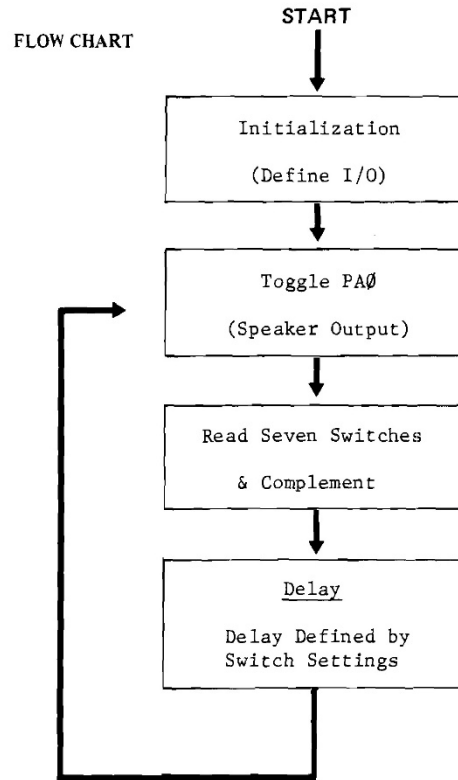 START
FLOW CHART
Initialization
(Define I/O)
Toggle PAØ
(Speaker Output)
Read Seven Switches
& Complement
Delay
Delay Defined by
Switch Settings